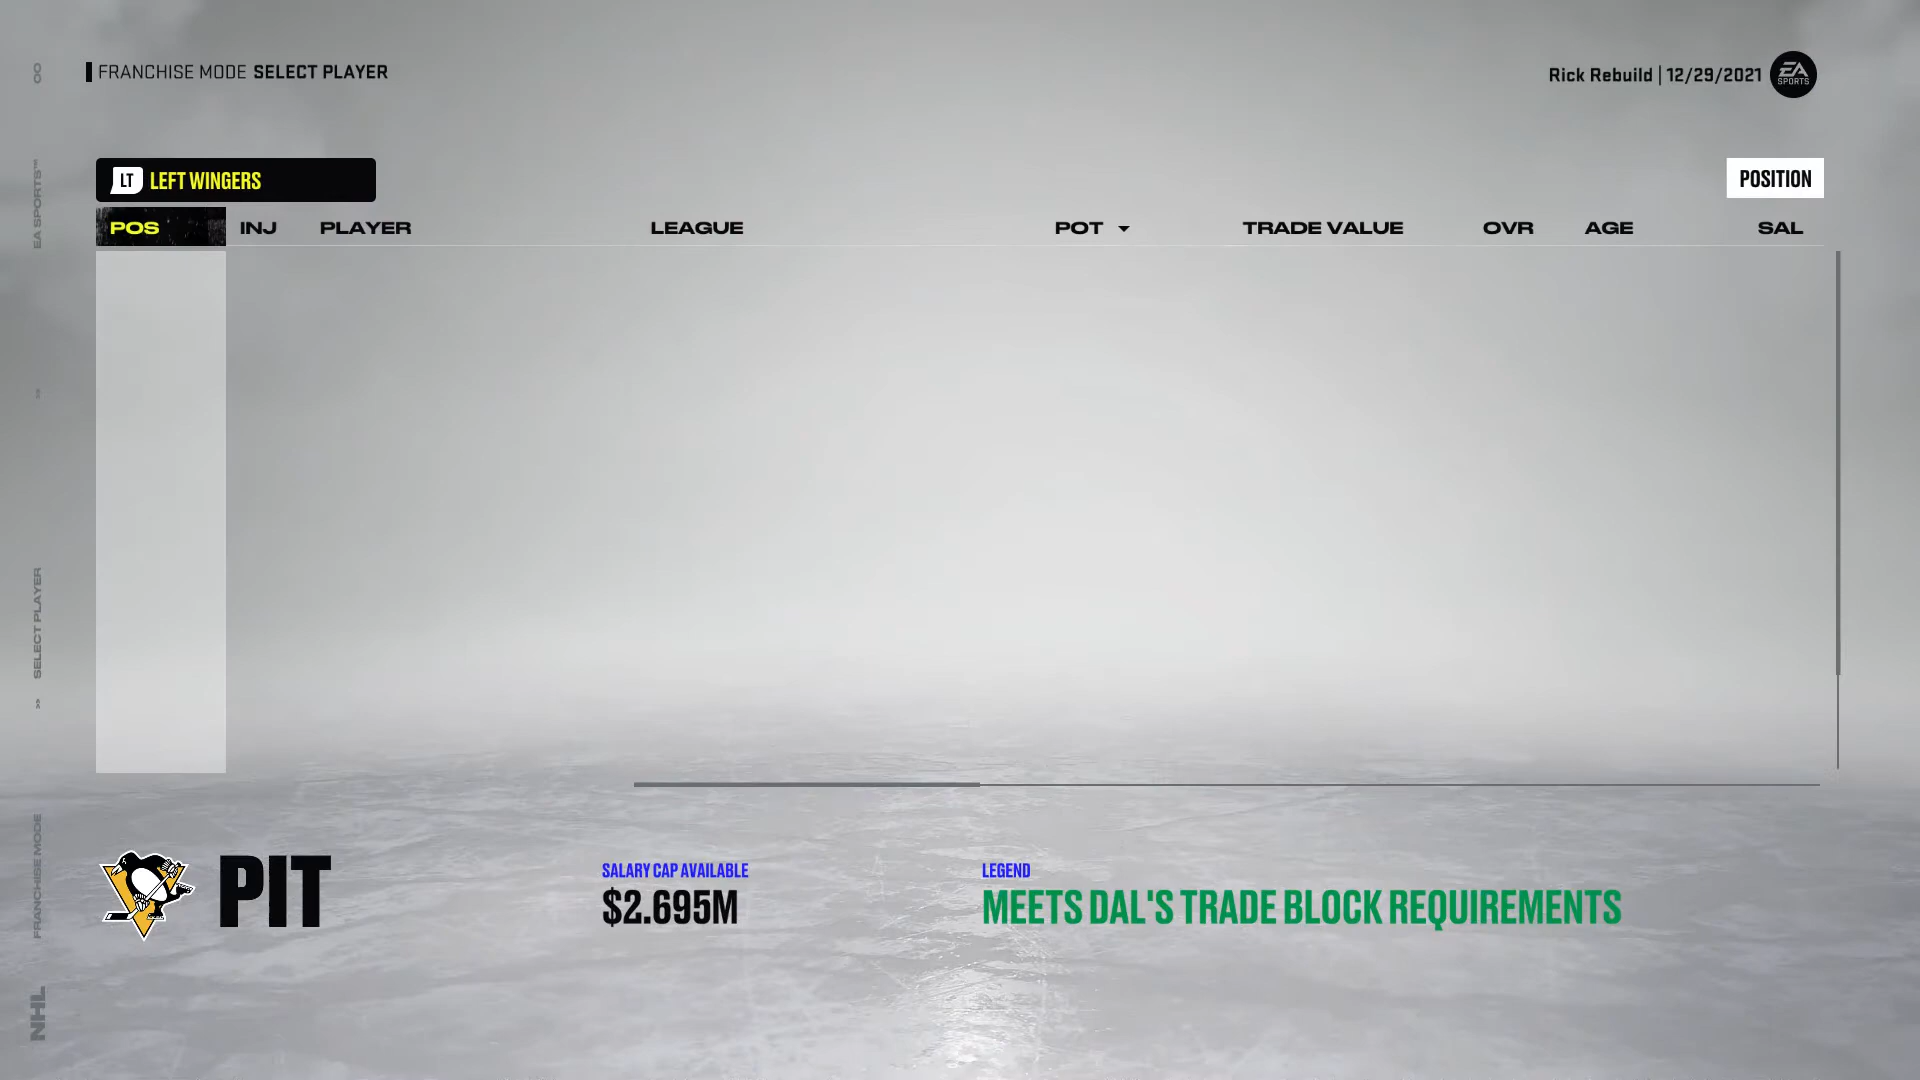 FRANCHISE MODE SELECT PLAYER
Rick Rebuild | 12/29/2021
EA SPORTS
LT LEFT WINGERS
POSITION
POS INJ PLAYER LEAGUE POT TRADE VALUE OVR AGE SAL
PIT
SALARY CAP AVAILABLE
$2.695M
LEGEND
MEETS DAL'S TRADE BLOCK REQUIREMENTS
EA SPORTS™
SELECT PLAYER
FRANCHISE MODE
NHL